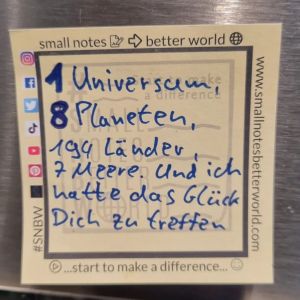 small notes → better world
1 Universum,
8 Planeten,
194 Länder,
7 Meere. Und ich
hatte das Glück
Dich zu treffen
...start to make a difference...
#SNBW
www.smallnotesbetterworld.com